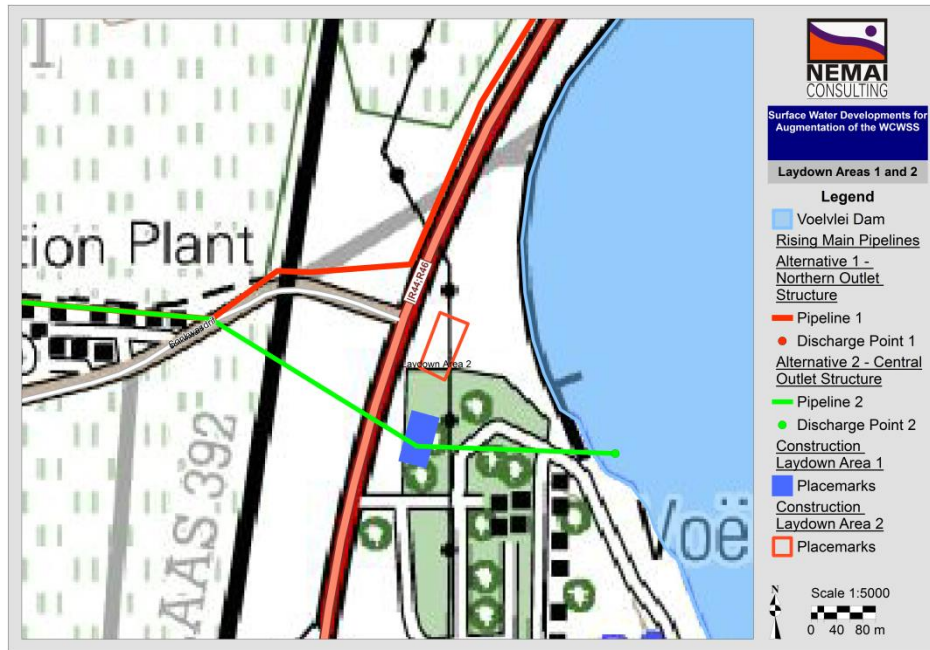 tion Plant
R44;R46
Laydown Area 2
AAS.392
Voë
NEMAI
CONSULTING
Surface Water Developments for
Augmentation of the WCWSS
Laydown Areas 1 and 2
Legend
Voelvlei Dam
Rising Main Pipelines
Alternative 1 -
Northern Outlet
Structure
Pipeline 1
Discharge Point 1
Alternative 2 - Central
Outlet Structure
Pipeline 2
Discharge Point 2
Construction
Laydown Area 1
Placemarks
Construction
Laydown Area 2
Placemarks
N
Scale 1:5000
0 40 80 m